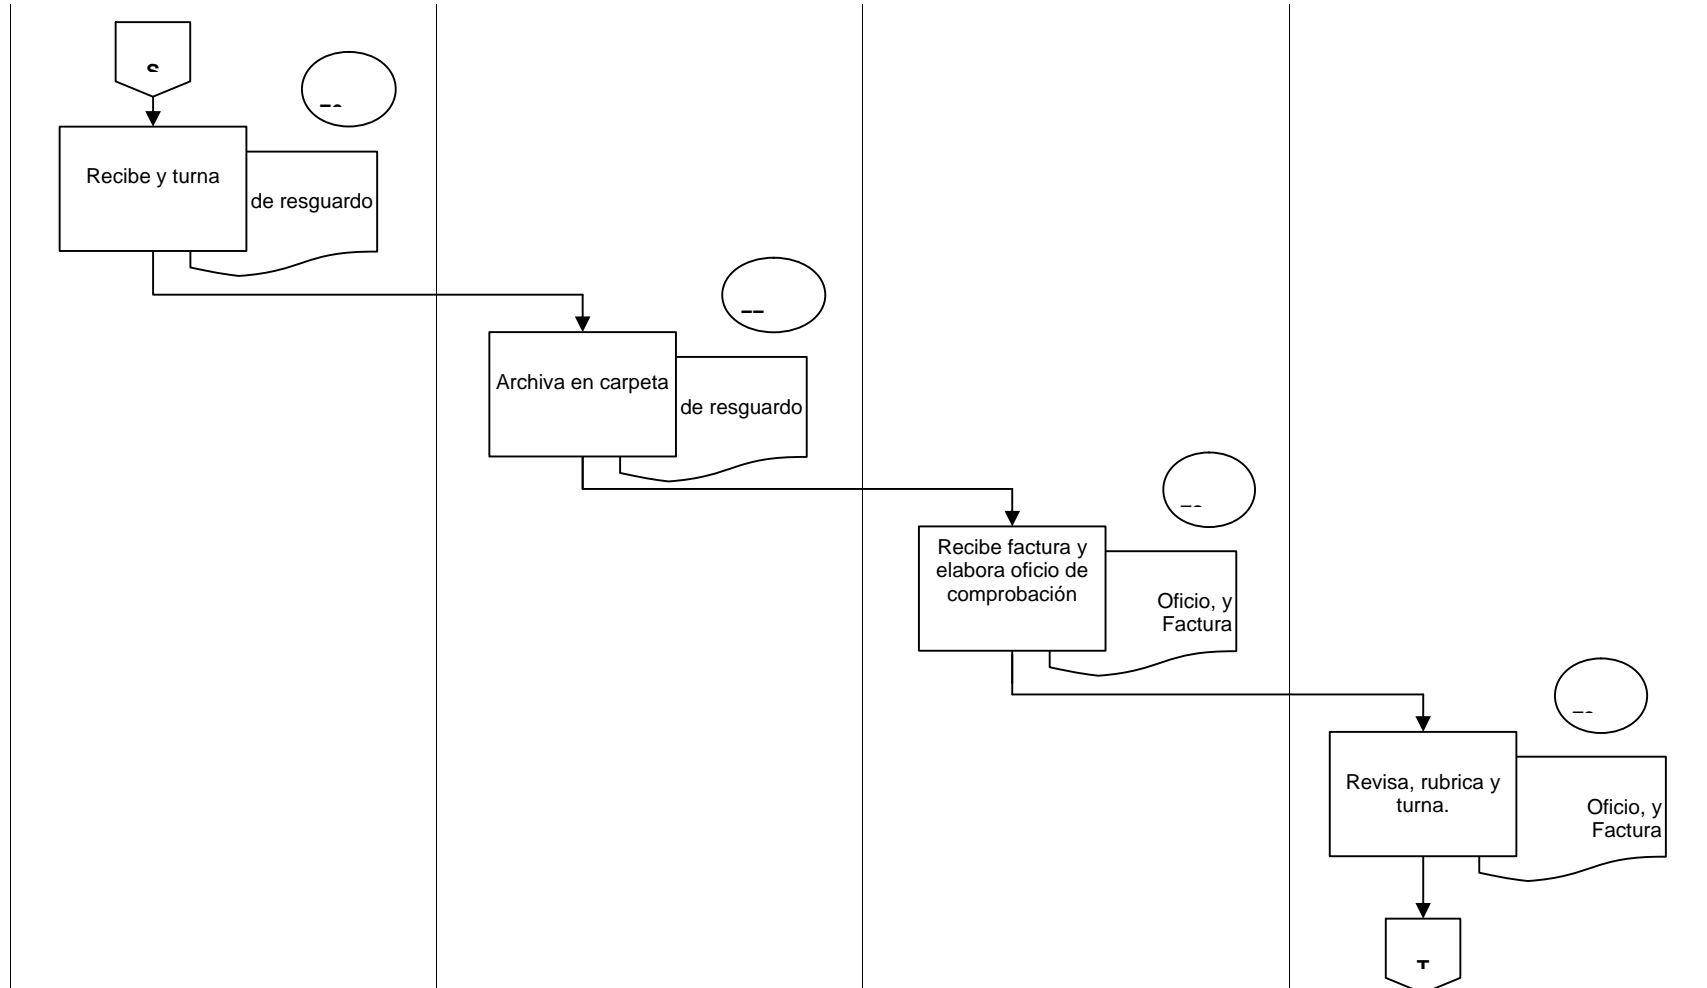 Recibe y turna
de resguardo
Archiva en carpeta
de resguardo
Recibe factura y
elabora oficio de
comprobación
Oficio, y
Factura
Revisa, rubrica y
turna.
Oficio, y
Factura